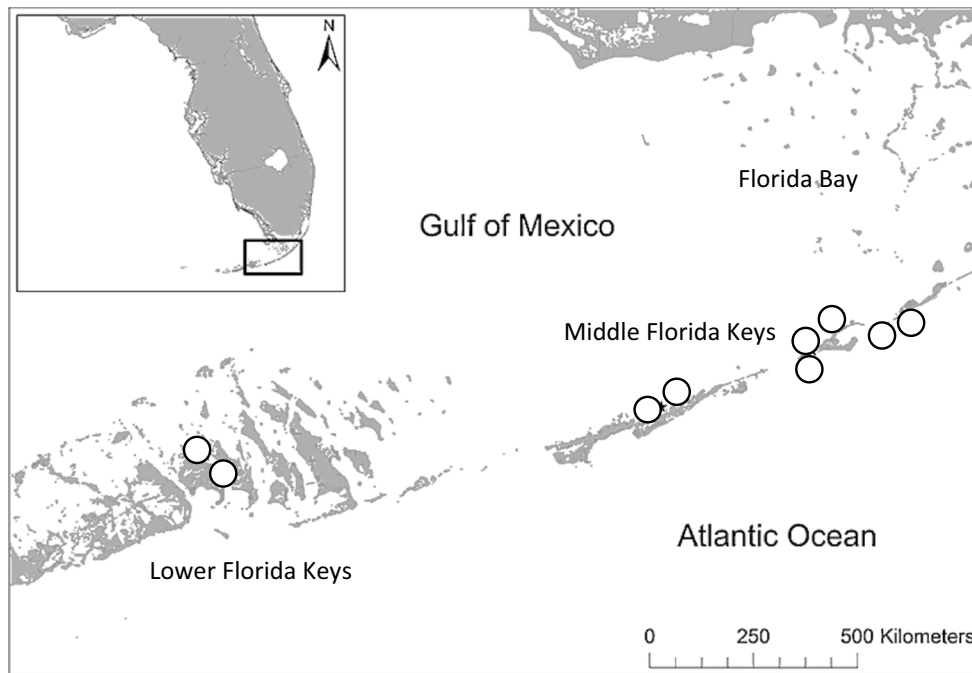 N
Florida Bay
Gulf of Mexico
Middle Florida Keys
Atlantic Ocean
Lower Florida Keys
0 250 500 Kilometers